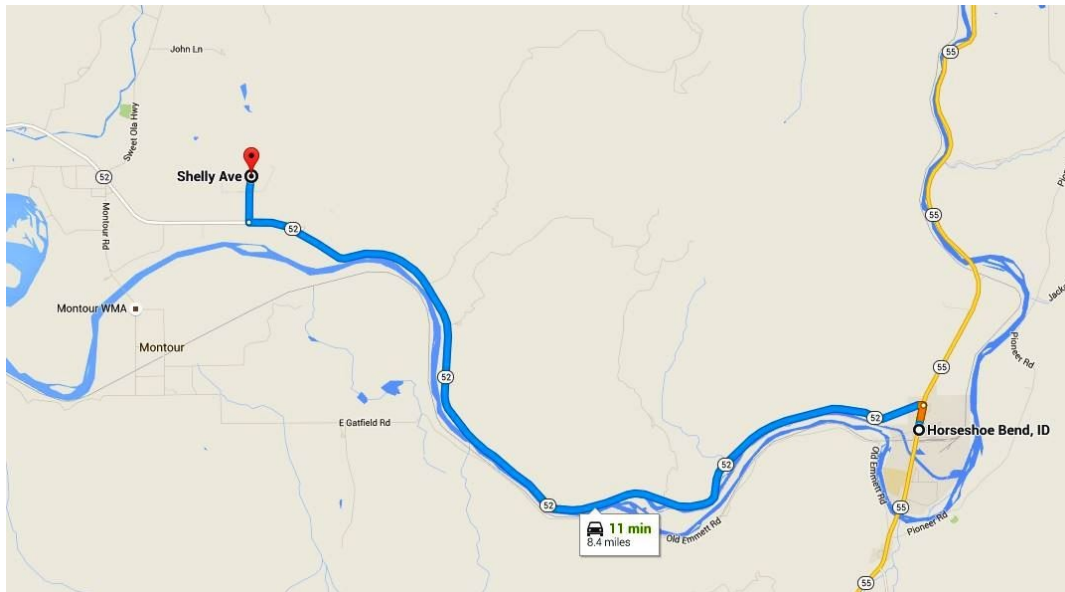 John Ln
55
Sweet Ola Hwy
Shelly Ave
52
Montour Rd
55
52
Montour WMA
Montour
Pioneer Rd
55
52
E Gatfield Rd
52
Horseshoe Bend, ID
52
Old Emmett Rd
52
55
Pioneer Rd
11 min
8.4 miles
Old Emmett Rd
55